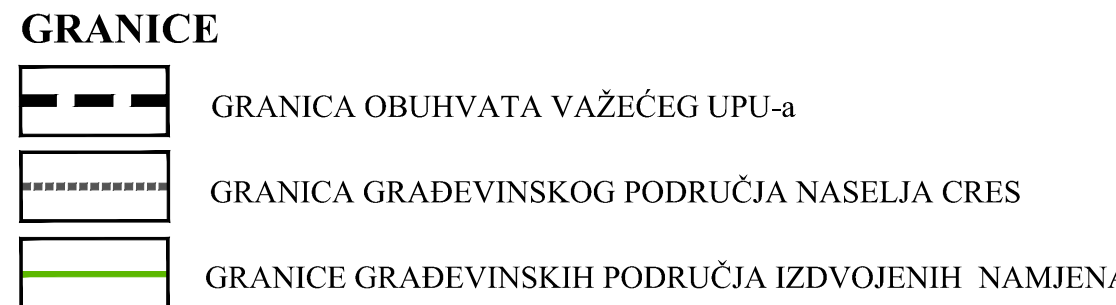 GRANICE
GRANICA OBUHVATA VAŽEĆEG UPU-a
GRANICA GRAĐEVINSKOG PODRUČJA NASELJA CRES
GRANICE GRAĐEVINSKIH PODRUČJA IZDVOJENIH NAMJENA